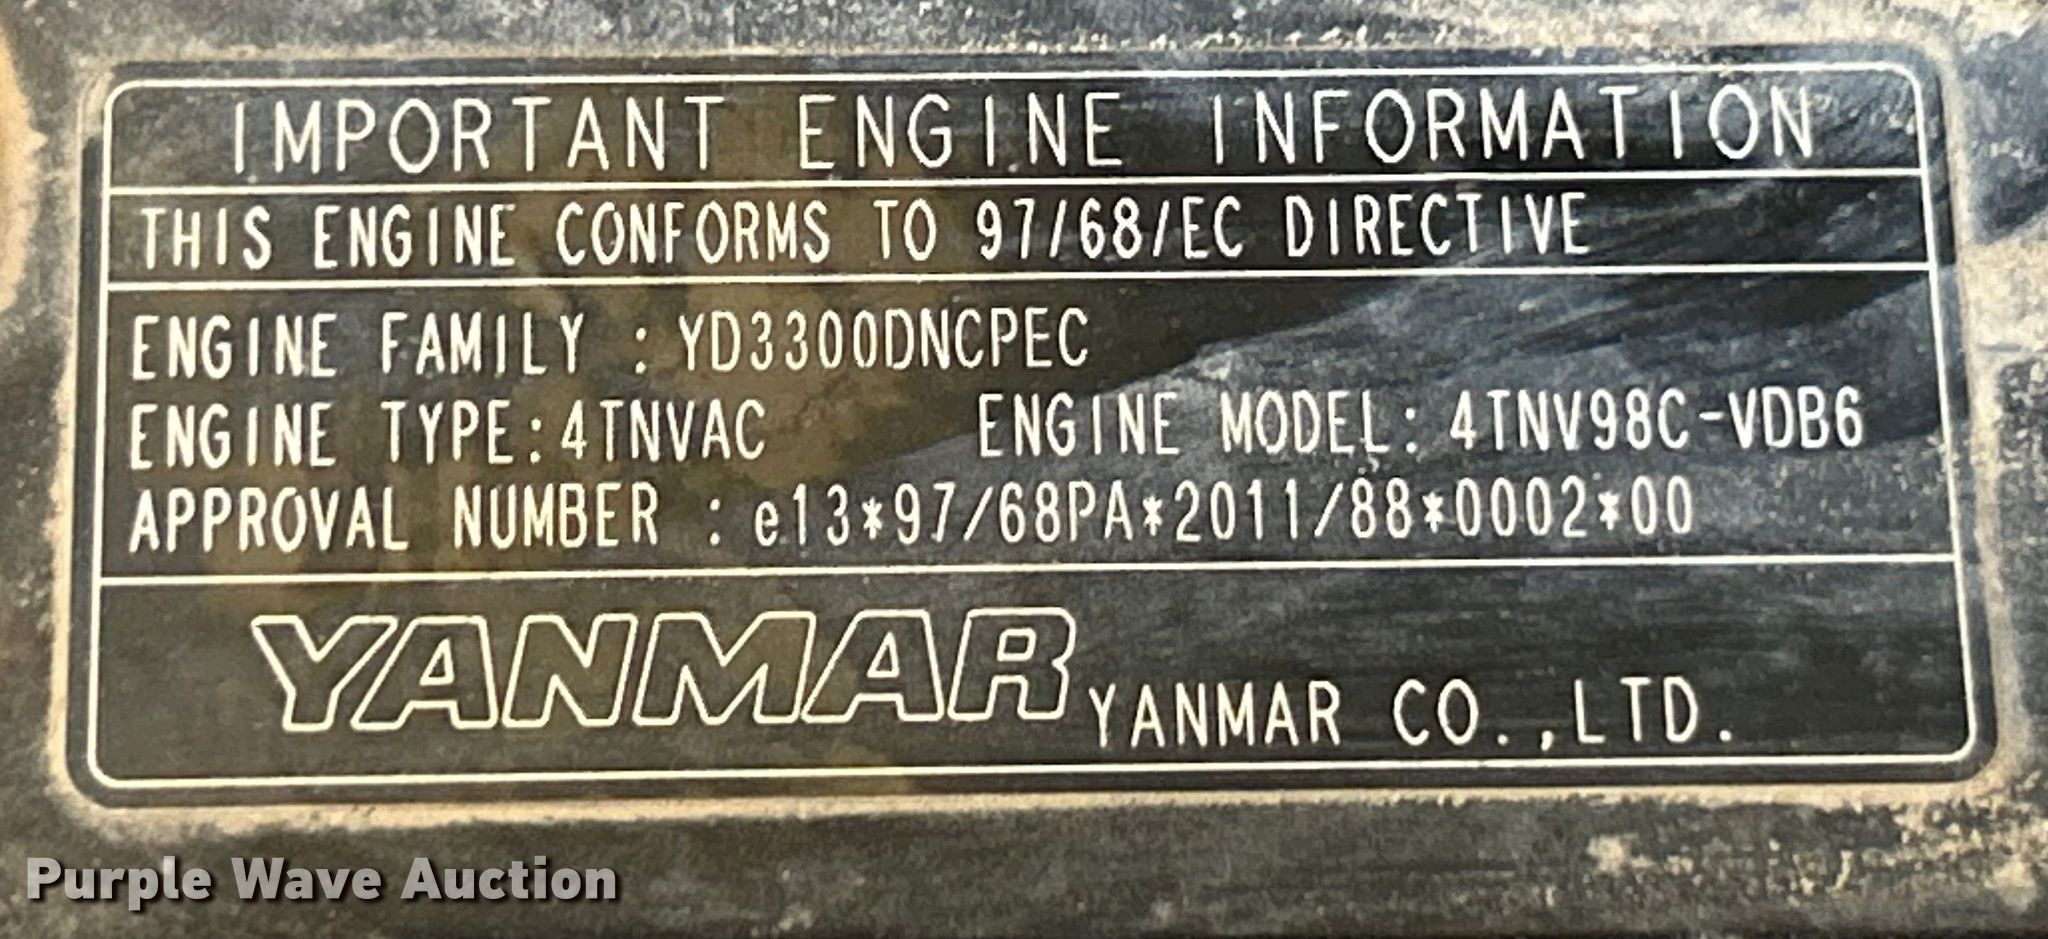 IMPORTANT ENGINE INFORMATION
THIS ENGINE CONFORMS TO 97/68/EC DIRECTIVE
ENGINE FAMILY : YD3300DNCPEC
ENGINE TYPE:4TNVAC ENGINE MODEL: 4TNV98C-VDB6
APPROVAL NUMBER : e13*97/68PA*2011/88*0002*00
YANMAR YANMAR CO.,LTD.
Purple Wave Auction